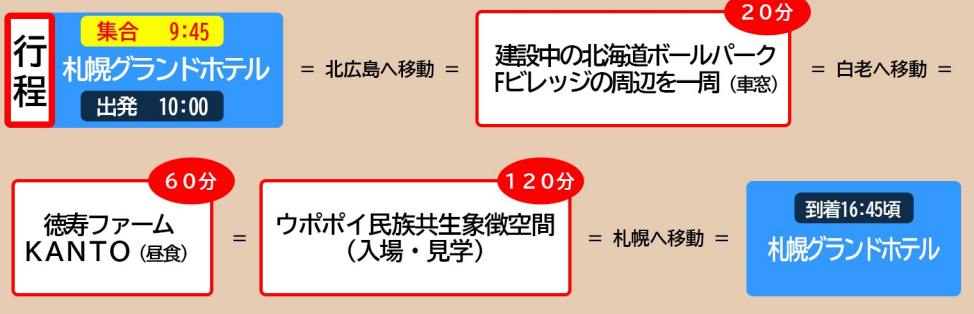 行程
集合 9:45
札幌グランドホテル
出発 10:00
= 北広島へ移動 =
20分
建設中の北海道ボールパーク
Fビレッジの周辺を一周(車窓)
= 白老へ移動 =
60分
徳寿ファーム
KANTO(昼食)
=
120分
ウポポイ民族共生象徴空間
(入場・見学)
= 札幌へ移動 =
到着16:45頃
札幌グランドホテル